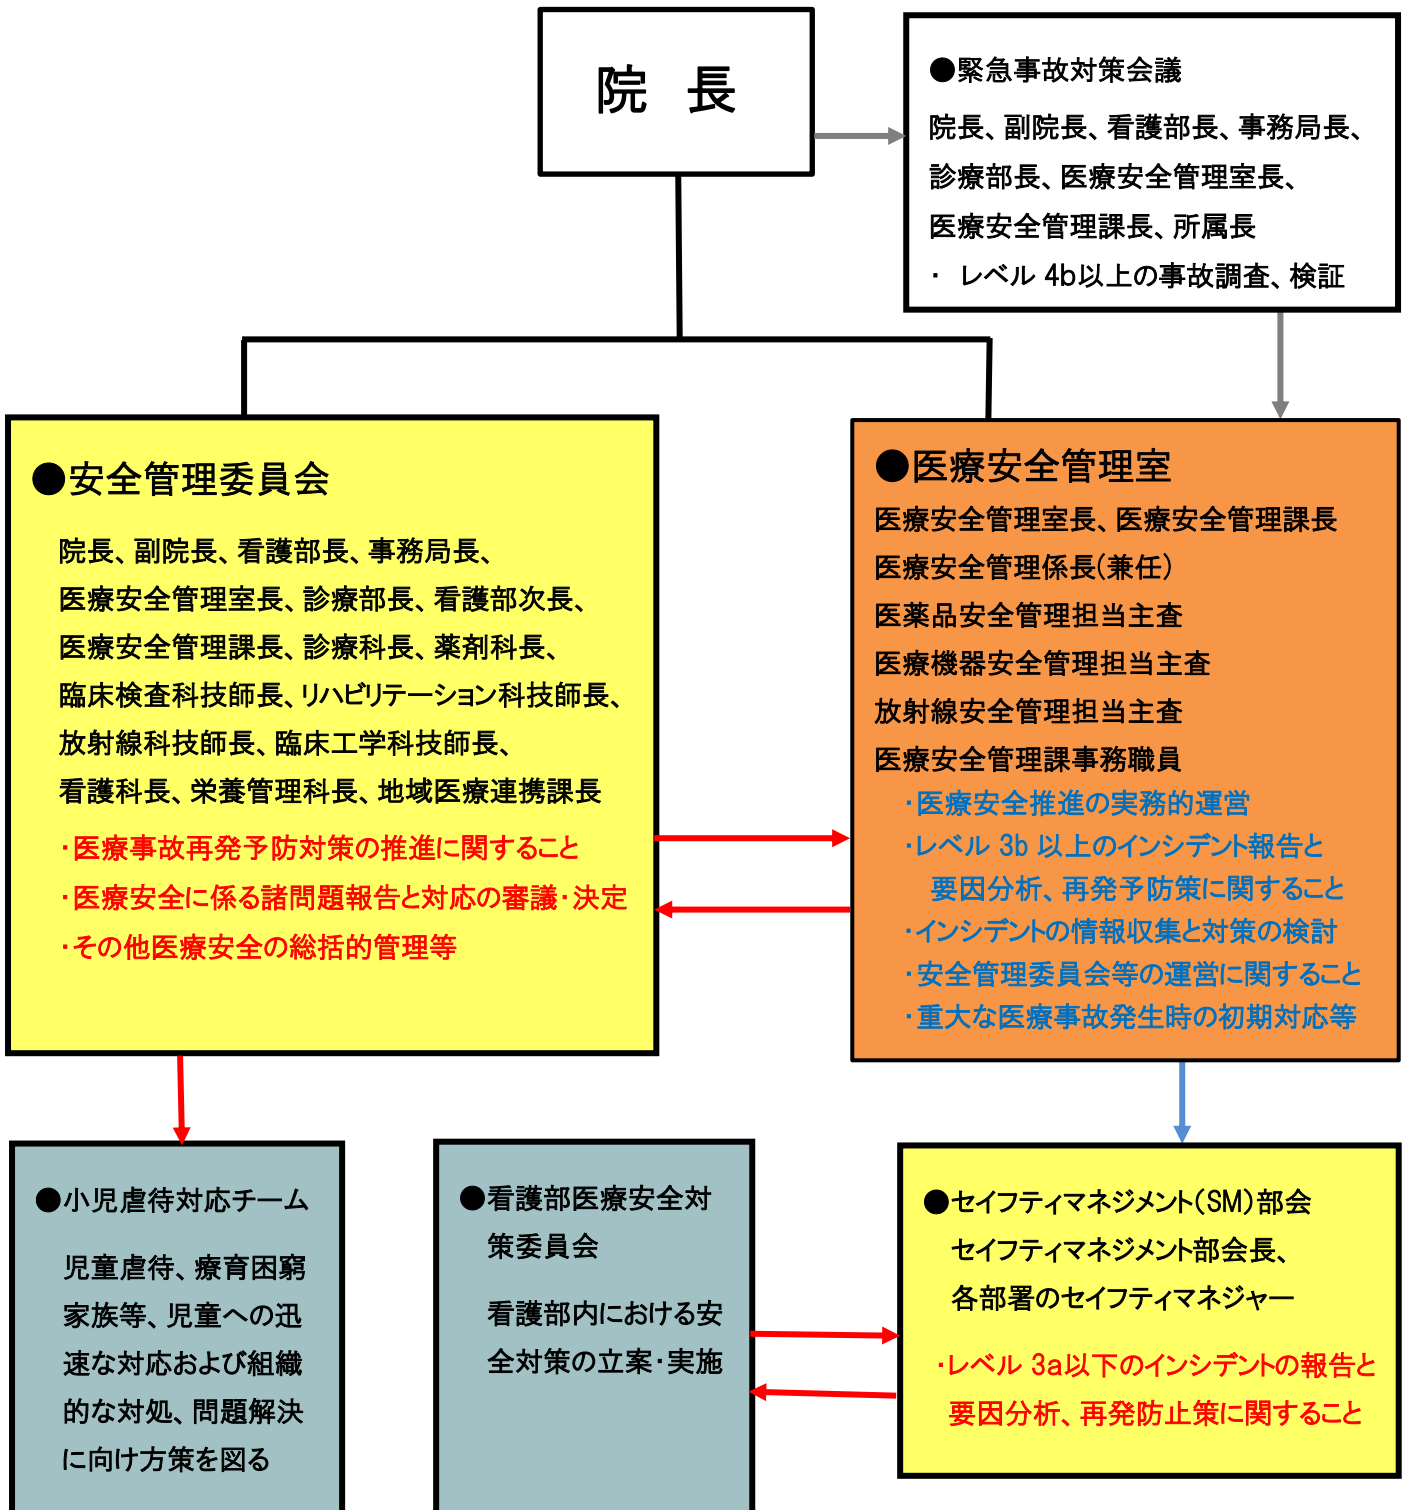 院　長
●緊急事故対策会議
院長、副院長、看護部長、事務局長、
診療部長、医療安全管理室長、
医療安全管理課長、所属長
・ レベル 4b以上の事故調査、検証
●安全管理委員会
院長、副院長、看護部長、事務局長、
医療安全管理室長、診療部長、看護部次長、
医療安全管理課長、診療科長、薬剤科長、
臨床検査科技師長、リハビリテーション科技師長、
放射線科技師長、臨床工学科技師長、
看護科長、栄養管理科長、地域医療連携課長
・医療事故再発予防対策の推進に関すること
・医療安全に係る諸問題報告と対応の審議・決定
・その他医療安全の総括的管理等
●医療安全管理室
医療安全管理室長、医療安全管理課長
医療安全管理係長(兼任)
医薬品安全管理担当主査
医療機器安全管理担当主査
放射線安全管理担当主査
医療安全管理課事務職員
・医療安全推進の実務的運営
・レベル 3b 以上のインシデント報告と
要因分析、再発予防策に関すること
・インシデントの情報収集と対策の検討
・安全管理委員会等の運営に関すること
・重大な医療事故発生時の初期対応等
●小児虐待対応チーム
児童虐待、療育困窮
家族等、児童への迅
速な対応および組織
的な対処、問題解決
に向け方策を図る
●看護部医療安全対
策委員会
看護部内における安
全対策の立案・実施
●セイフティマネジメント(SM)部会
セイフティマネジメント部会長、
各部署のセイフティマネジャー
・レベル 3a以下のインシデントの報告と
要因分析、再発防止策に関すること